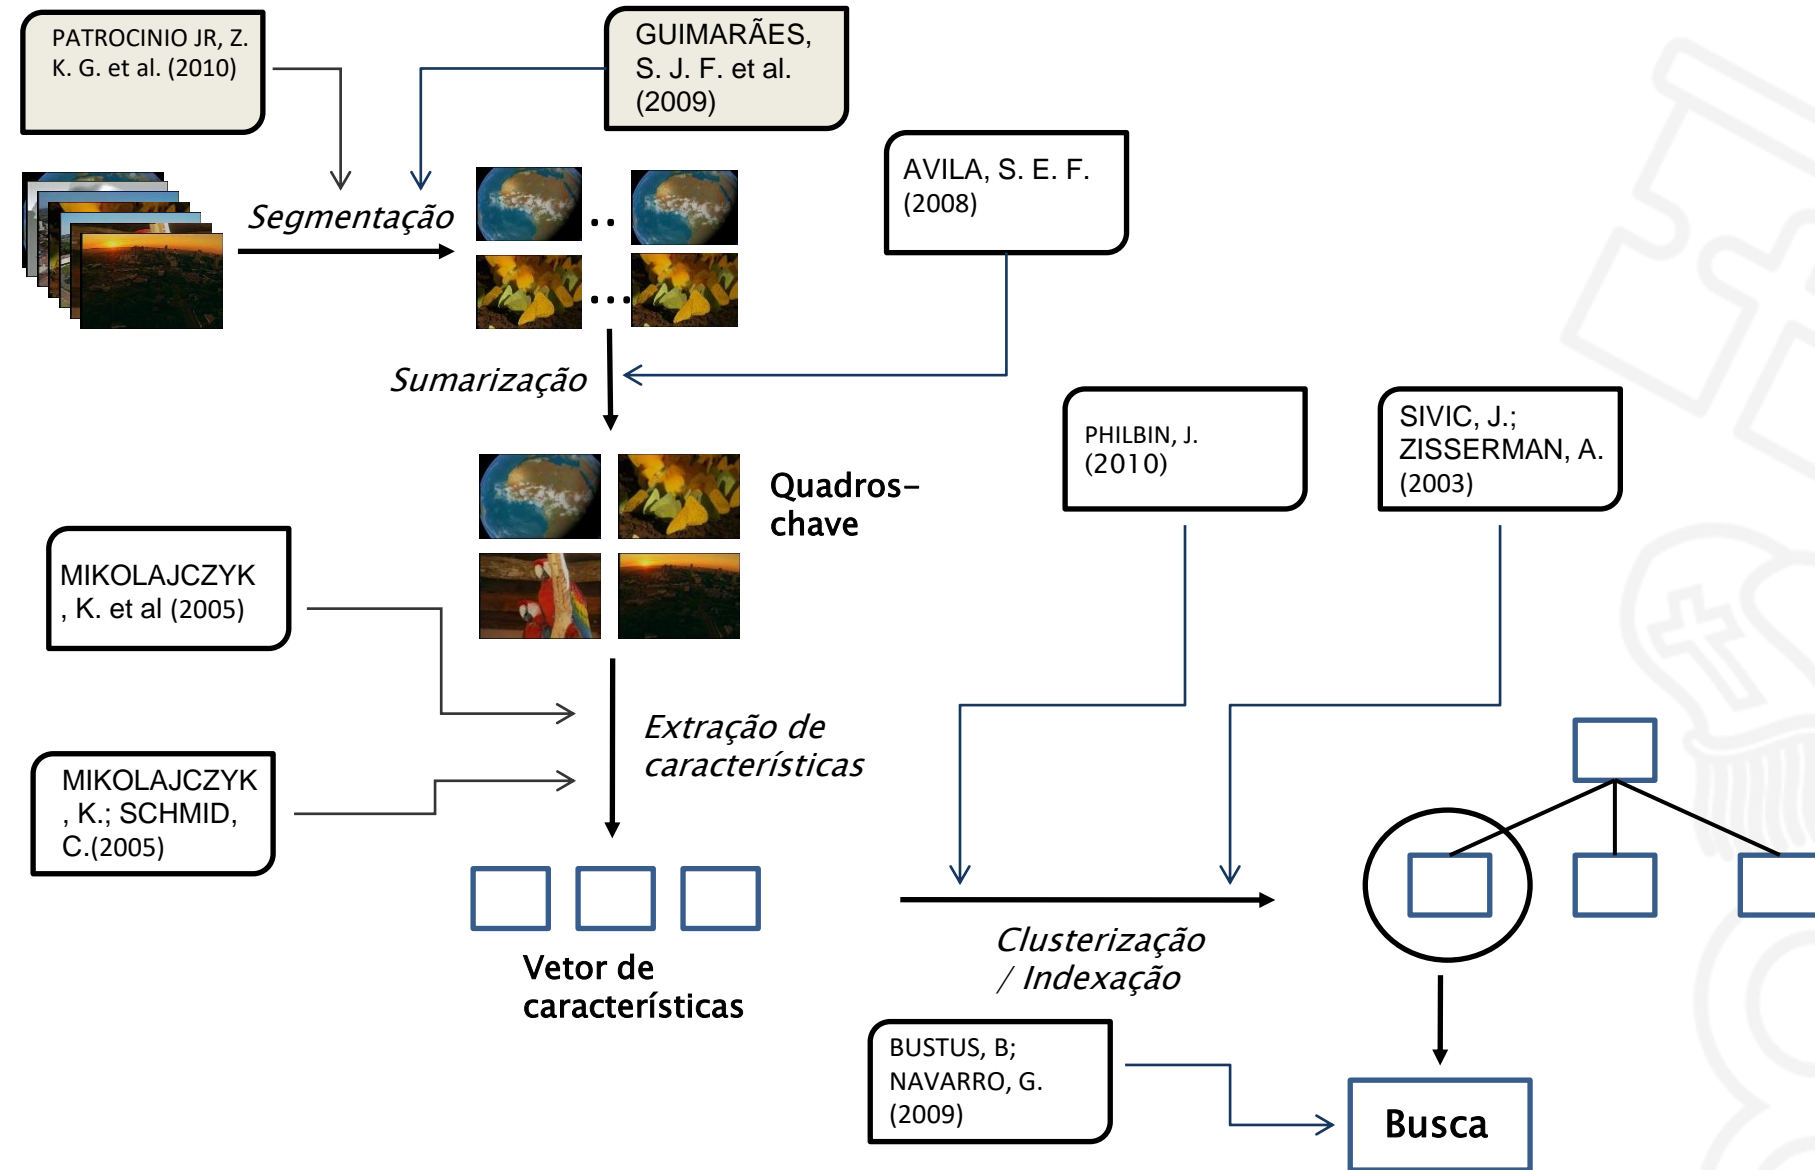 PATROCINIO JR, Z.
K. G. et al. (2010)
GUIMARÃES,
S. J. F. et al.
(2009)
AVILA, S. E. F.
(2008)
Segmentação
..
...
Sumarização
PHILBIN, J.
(2010)
SIVIC, J.;
ZISSERMAN, A.
(2003)
Quadros-
chave
MIKOLAJCZYK
, K. et al (2005)
Extração de
características
MIKOLAJCZYK
, K.; SCHMID,
C.(2005)
Clusterização
/ Indexação
Vetor de
características
BUSTUS, B;
NAVARRO, G.
(2009)
Busca